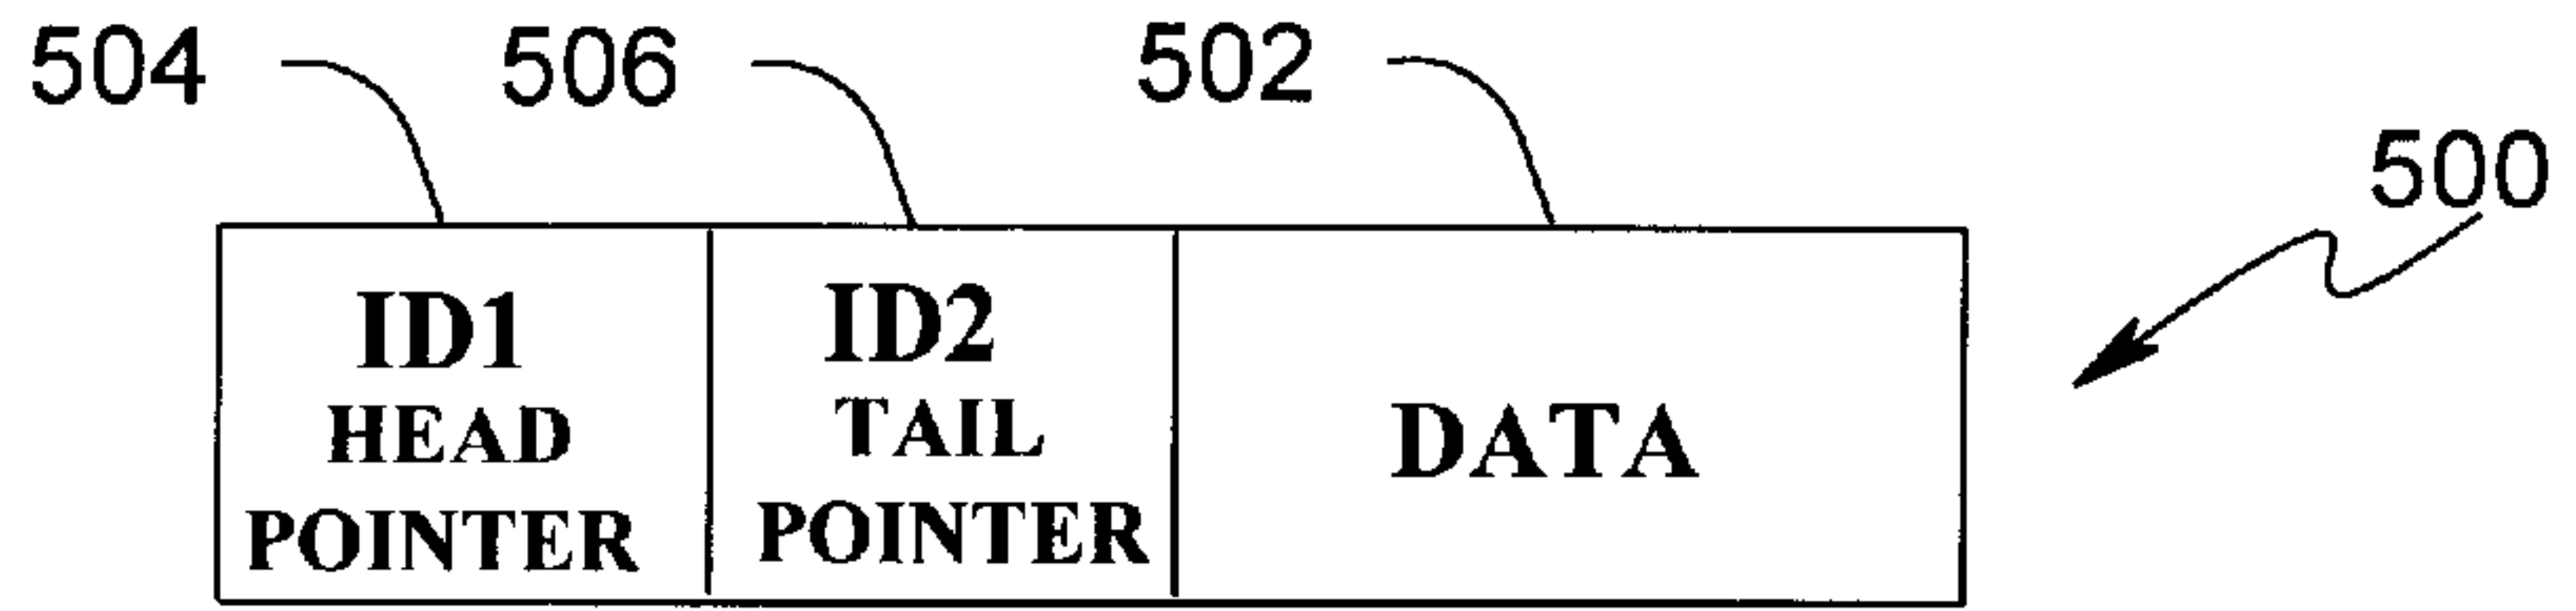 504 506 502
500
ID1
HEAD
POINTER
ID2
TAIL
POINTER
DATA